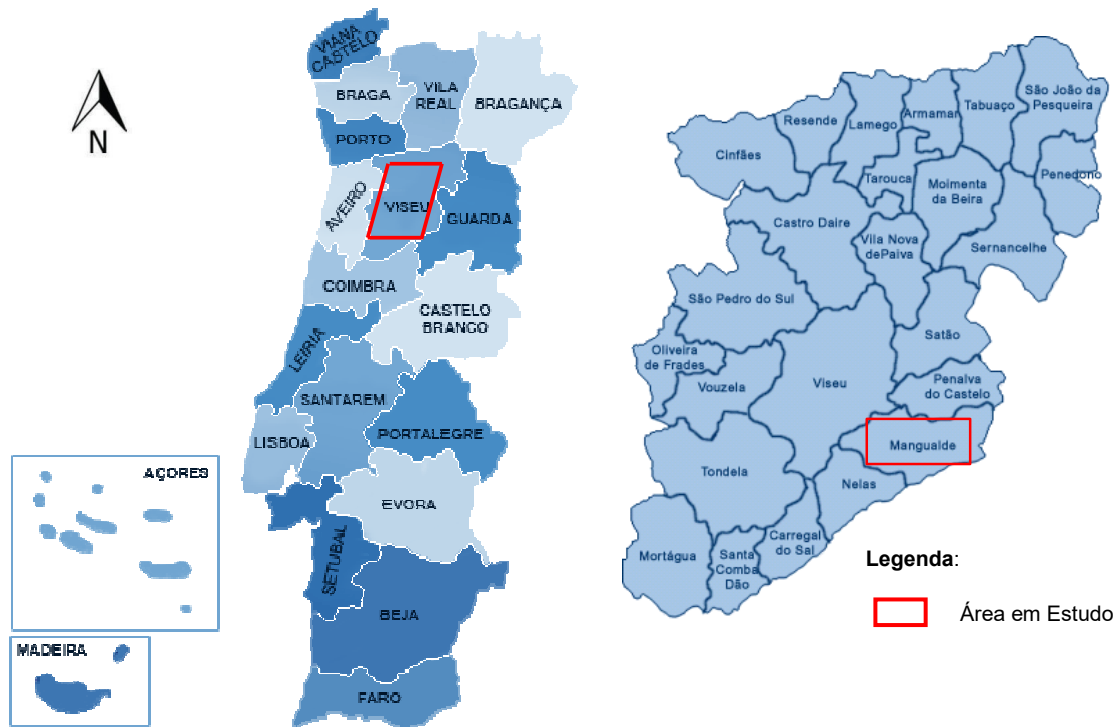 N
VIANA
CASTELO
BRAGA
VILA
REAL
BRAGANÇA
PORTO
AVEIRO
VISEU
GUARDA
COIMBRA
CASTELO
BRANCO
LEIRIA
SANTAREM
LISBOA
PORTALEGRE
EVORA
SETUBAL
BEJA
FARO
AÇORES
MADEIRA
São João da
Pesqueira
Tabuaço
Armamar
Resende
Lamego
Cinfães
Penedono
Tarouca
Moimenta
da Beira
Castro Daire
Vila Nova
dePaiva
Sernancelhe
São Pedro do Sul
Satão
Oliveira
de Frades
Vouzela
Viseu
Penalva
do Castelo
Mangualde
Tondela
Nelas
Carregal
do Sal
Mortágua
Santa
Comba
Dão
Legenda:
Área em Estudo